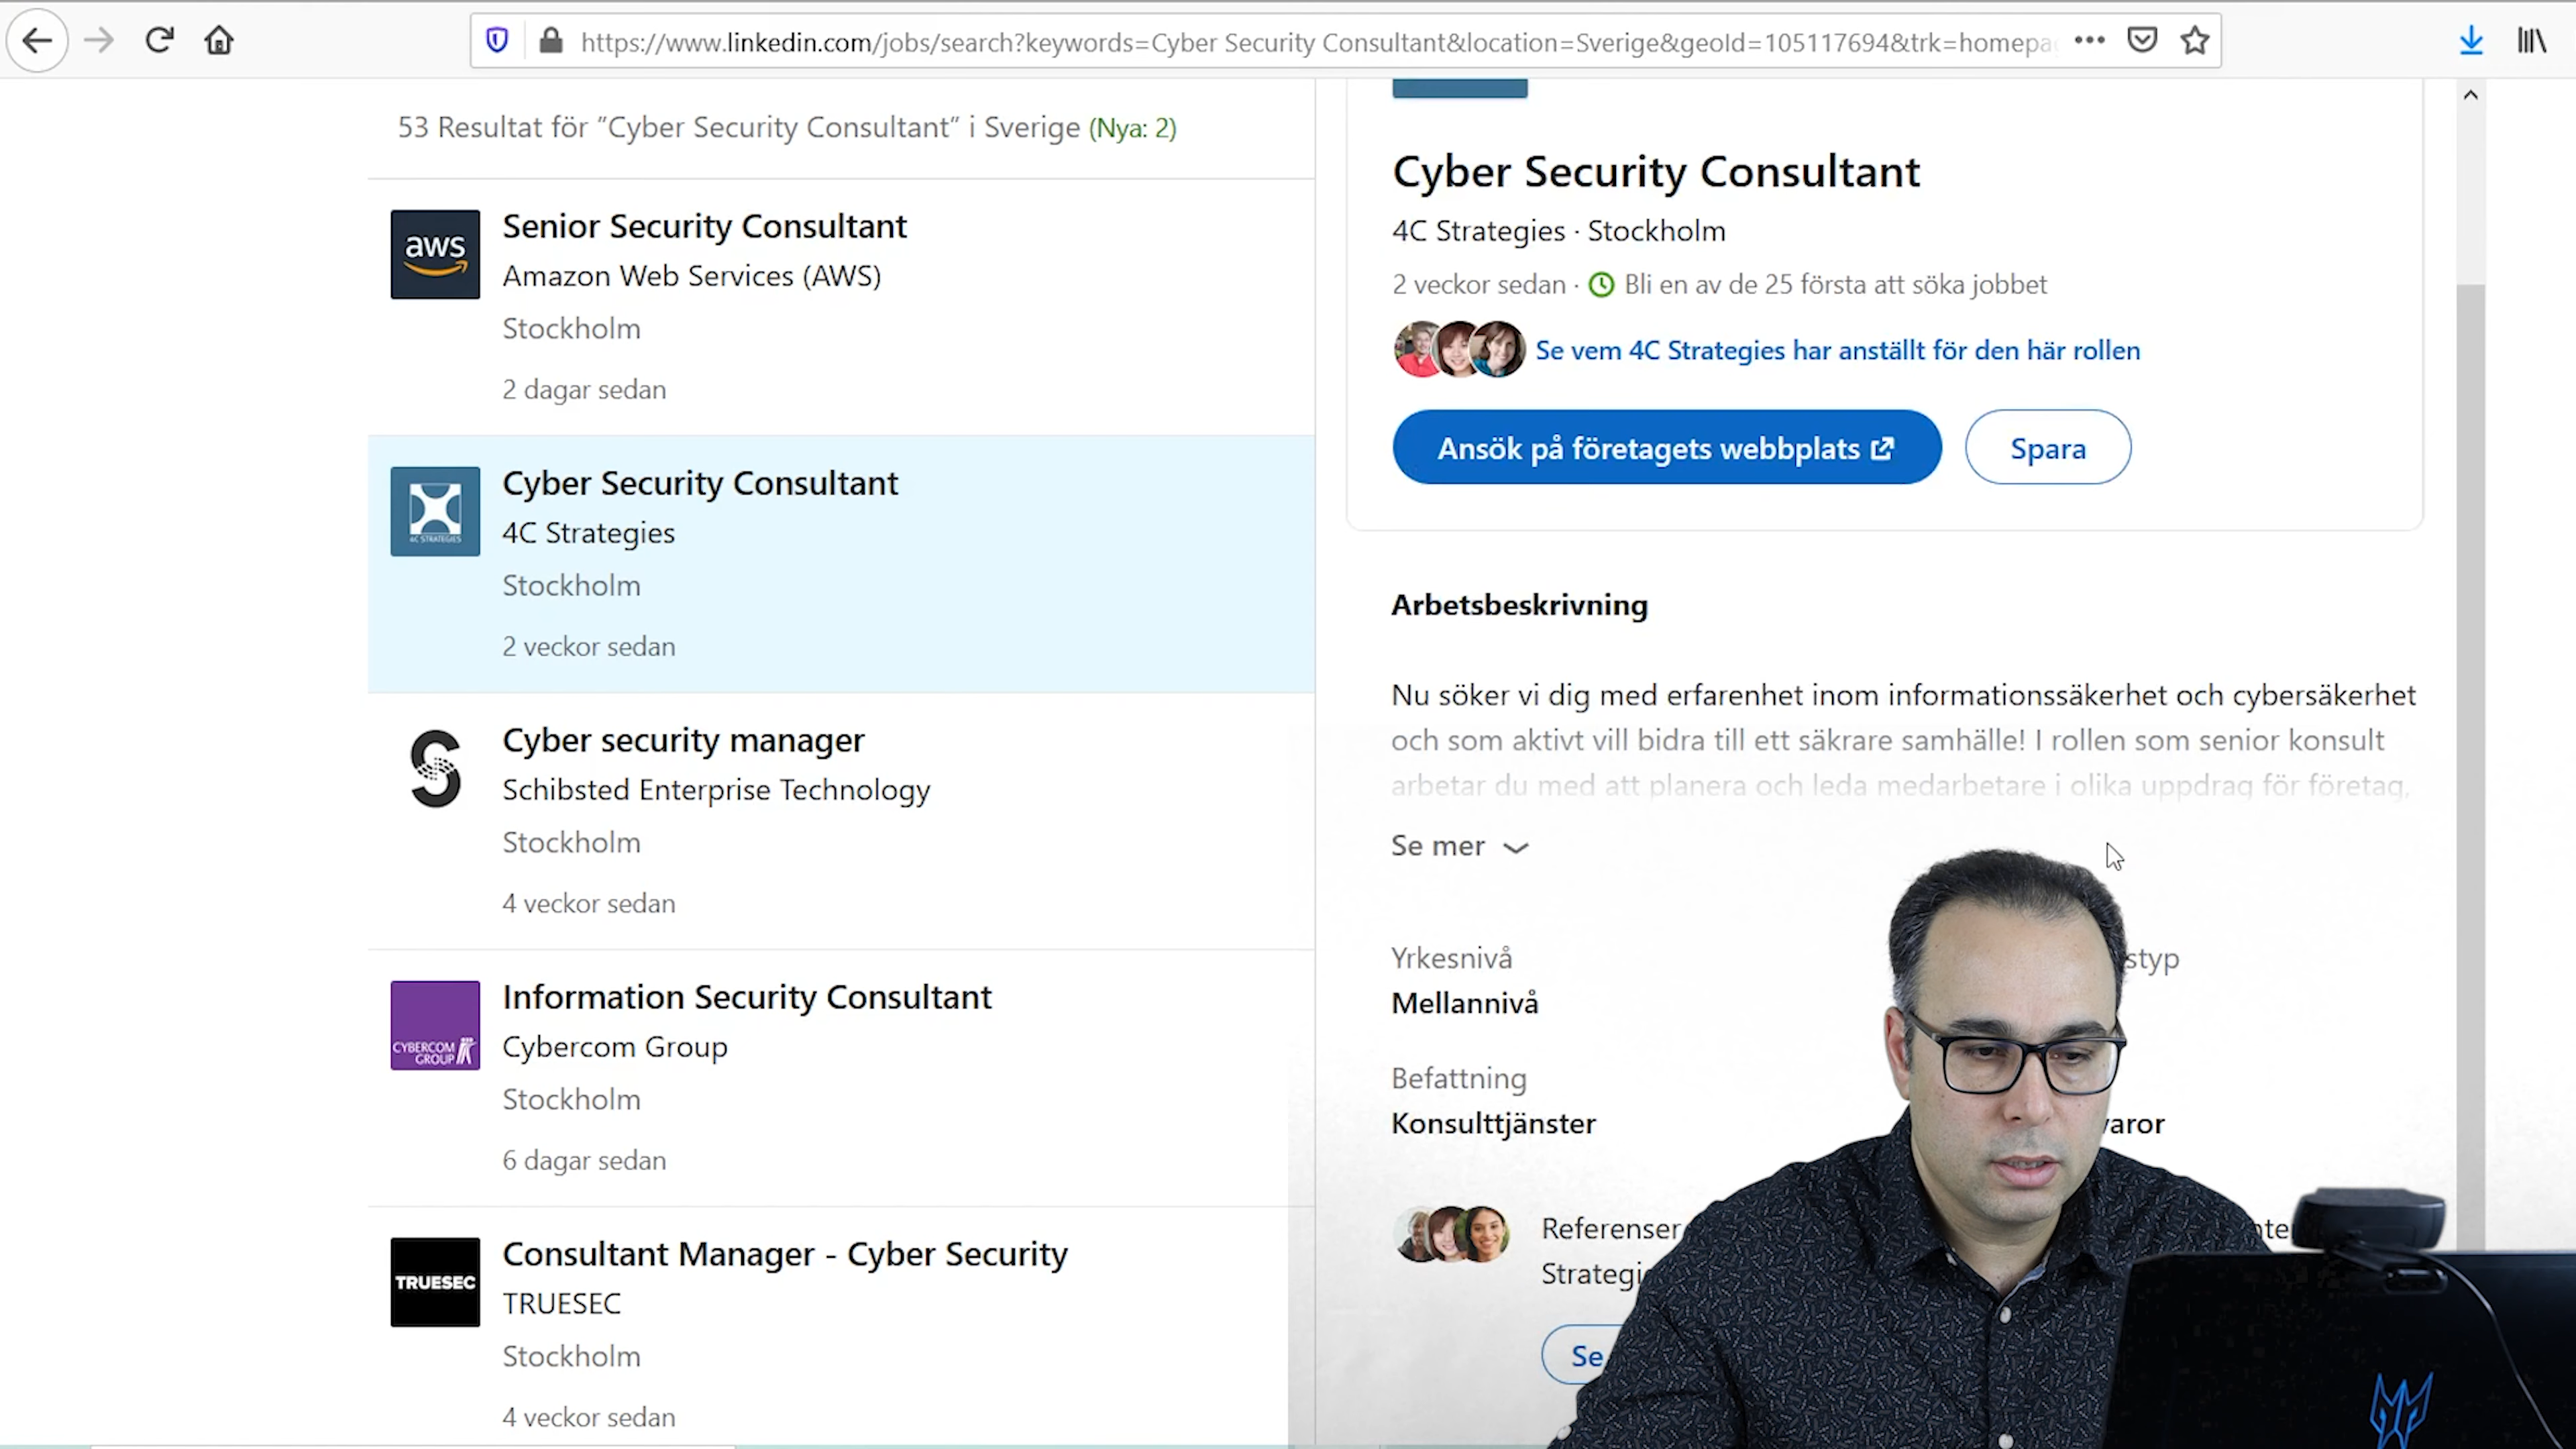 https://www.linkedin.com/jobs/search?keywords=Cyber Security Consultant&location=Sverige&geoId=105117694&trk=homepa
53 Resultat för ”Cyber Security Consultant” i Sverige (Nya: 2)
aws
Senior Security Consultant
Amazon Web Services (AWS)
Stockholm
2 dagar sedan
4C STRATEGIES
Cyber Security Consultant
4C Strategies
Stockholm
2 veckor sedan
Cyber security manager
Schibsted Enterprise Technology
Stockholm
4 veckor sedan
CYBERCOM
GROUP
Information Security Consultant
Cybercom Group
Stockholm
6 dagar sedan
TRUESEC
Consultant Manager - Cyber Security
TRUESEC
Stockholm
4 veckor sedan
Cyber Security Consultant
4C Strategies · Stockholm
2 veckor sedan · Bli en av de 25 första att söka jobbet
Se vem 4C Strategies har anställt för den här rollen
Ansök på företagets webbplats
Spara
Arbetsbeskrivning
Nu söker vi dig med erfarenhet inom informationssäkerhet och cybersäkerhet
och som aktivt vill bidra till ett säkrare samhälle! I rollen som senior konsult
arbetar du med att planera och leda medarbetare i olika uppdrag för företag,
Se mer
Yrkesnivå
styp
Mellannivå
Befattning
Konsulttjänster
varor
Referenser
Strategi
Se